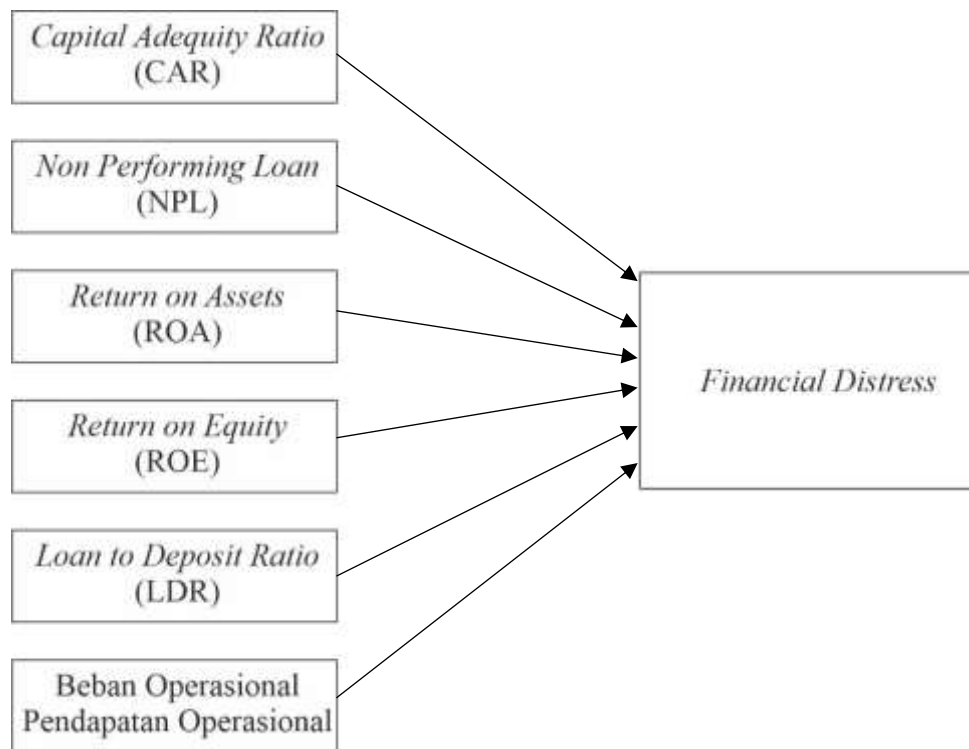 Capital Adequity Ratio
(CAR)
Non Performing Loan
(NPL)
Return on Assets
(ROA)
Return on Equity
(ROE)
Loan to Deposit Ratio
(LDR)
Beban Operasional
Pendapatan Operasional
Financial Distress